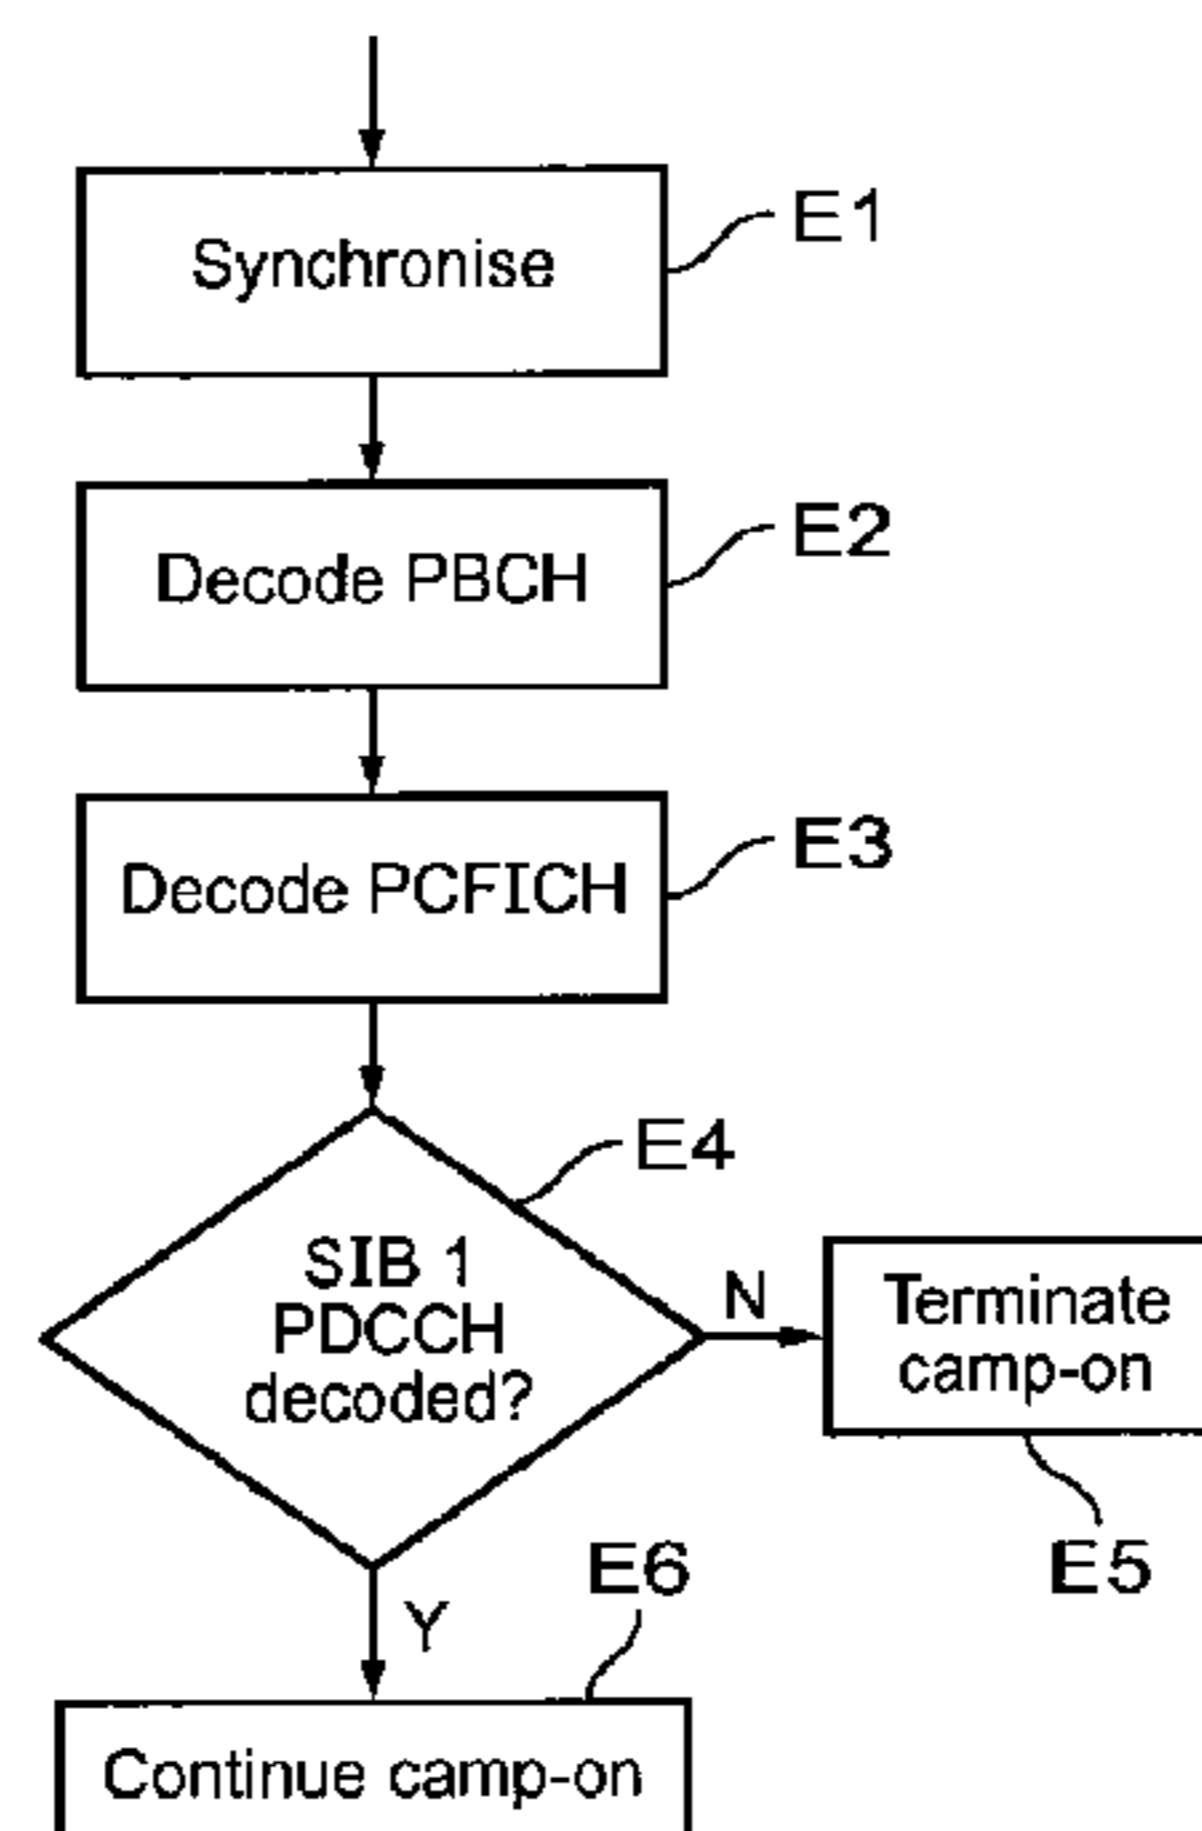 Synchronise
E1
Decode PBCH
E2
Decode PCFICH
E3
E4
SIB 1
PDCCH
decoded?
N
Terminate
camp-on
E5
Y
E6
Continue camp-on